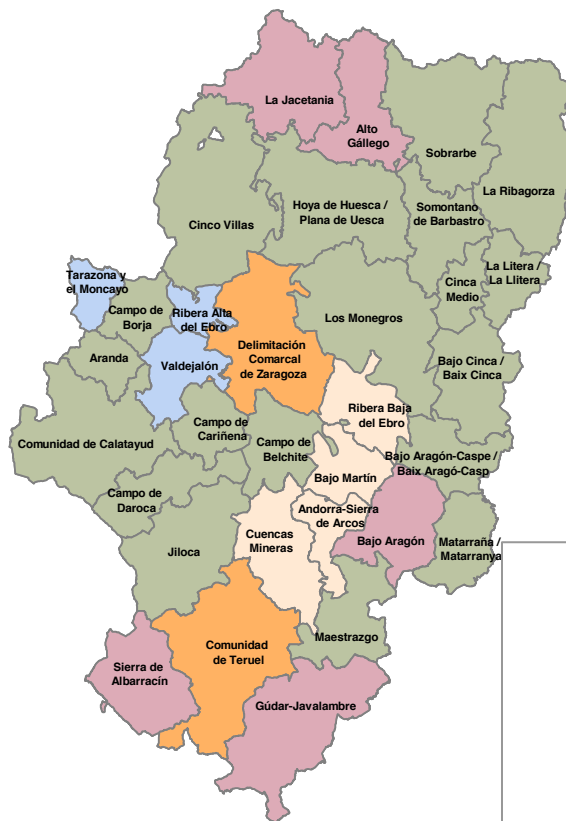 La Jacetania
Alto
Gállego
Sobrarbe
La Ribagorza
Hoya de Huesca /
Plana de Uesca
Somontano
de Barbastro
Cinco Villas
Tarazona y
el Moncayo
La Litera /
La Llitera
Cinca
Medio
Campo de
Borja
Ribera Alta
del Ebro
Los Monegros
Delimitación
Comarcal
de Zaragoza
Aranda
Valdejalón
Bajo Cinca /
Baix Cinca
Ribera Baja
del Ebro
Campo de
Cariñena
Comunidad de Calatayud
Campo de
Belchite
Bajo Aragón-Caspe /
Baix Aragó-Casp
Bajo Martín
Campo de
Daroca
Andorra-Sierra
de Arcos
Cuencas
Mineras
Bajo Aragón
Matarraña /
Matarranya
Jiloca
Maestrazgo
Comunidad
de Teruel
Sierra de
Albarracín
Gúdar-Javalambre